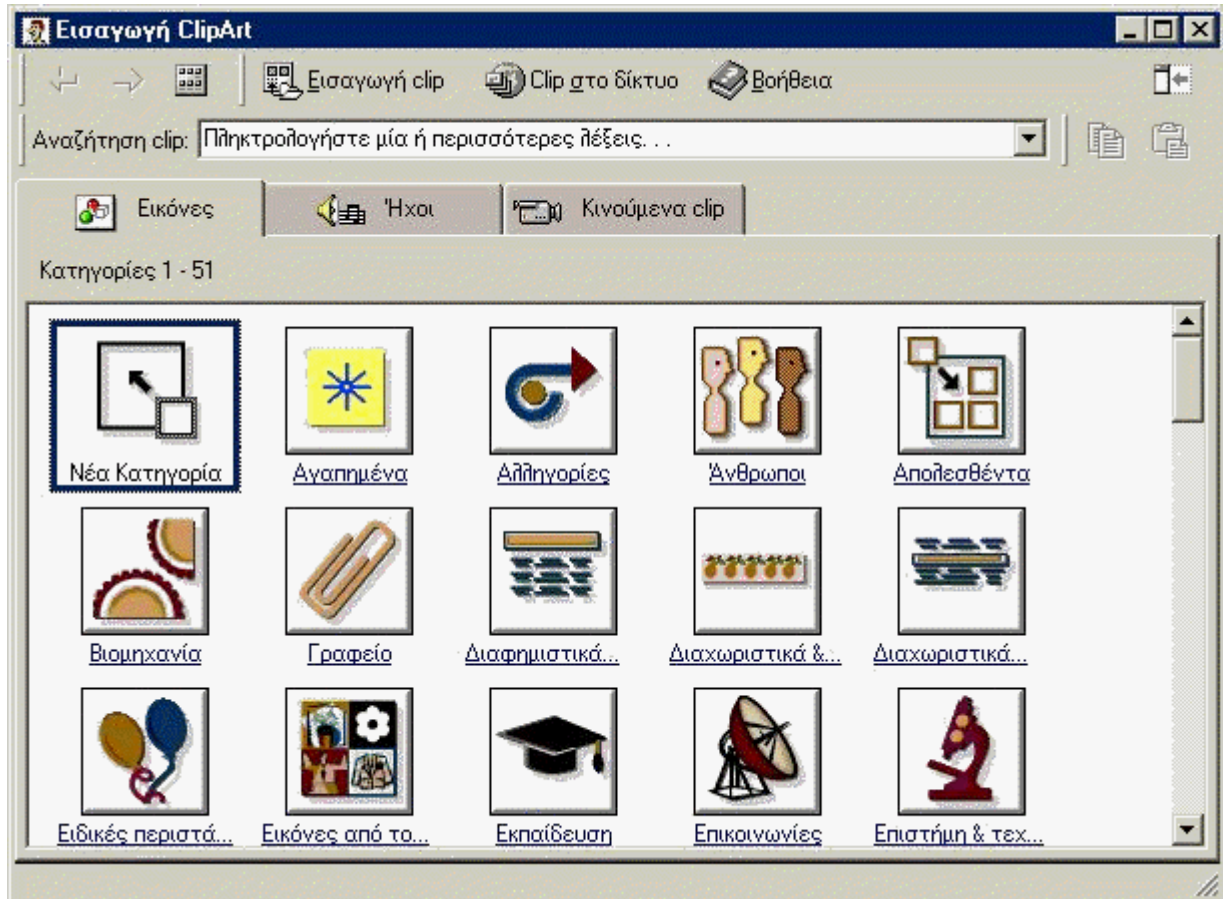 Εισαγωγή ClipArt
Εισαγωγή clip Clip στο δίκτυο Βοήθεια
Αναζήτηση clip: Πληκτρολογήστε μία ή περισσότερες λέξεις. . .
Εικόνες Ήχοι Κινούμενα clip
Κατηγορίες 1 - 51
Νέα Κατηγορία Αγαπημένα Αλληγορίες Άνθρωποι Απολεσθέντα
Βιομηχανία Γραφείο Διαφημιστικά... Διαχωριστικά &... Διαχωριστικά...
Ειδικές περιστά... Εικόνες από το... Εκπαίδευση Επικοινωνίες Επιστήμη & τεχ...